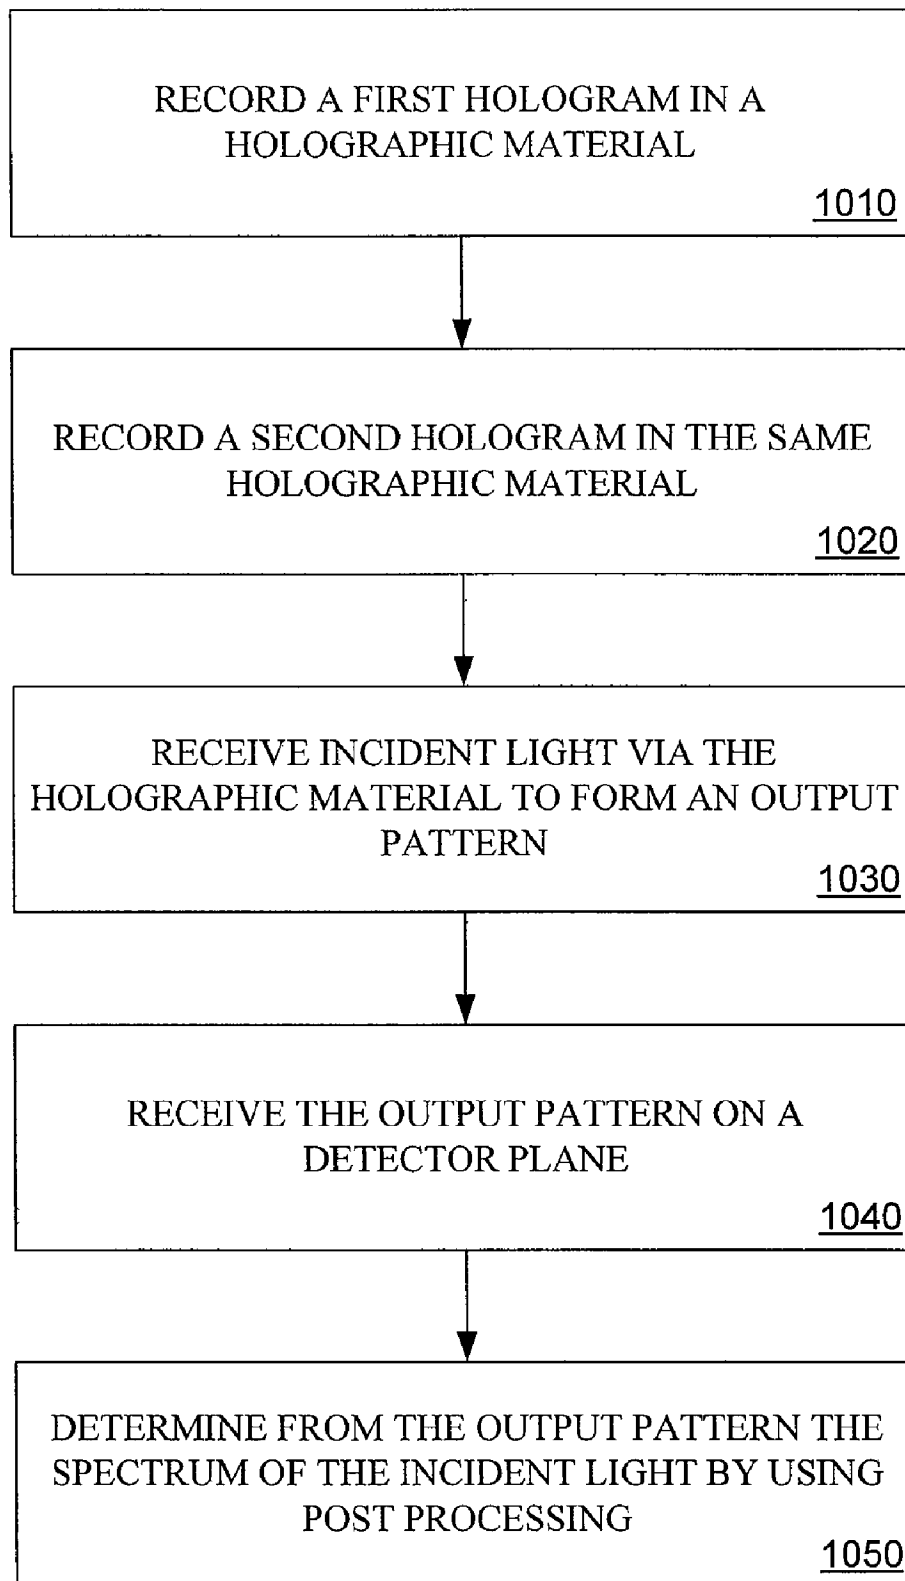 RECORD A FIRST HOLOGRAM IN A
HOLOGRAPHIC MATERIAL
1010
RECORD A SECOND HOLOGRAM IN THE SAME
HOLOGRAPHIC MATERIAL
1020
RECEIVE INCIDENT LIGHT VIA THE
HOLOGRAPHIC MATERIAL TO FORM AN OUTPUT
PATTERN
1030
RECEIVE THE OUTPUT PATTERN ON A
DETECTOR PLANE
1040
DETERMINE FROM THE OUTPUT PATTERN THE
SPECTRUM OF THE INCIDENT LIGHT BY USING
POST PROCESSING
1050